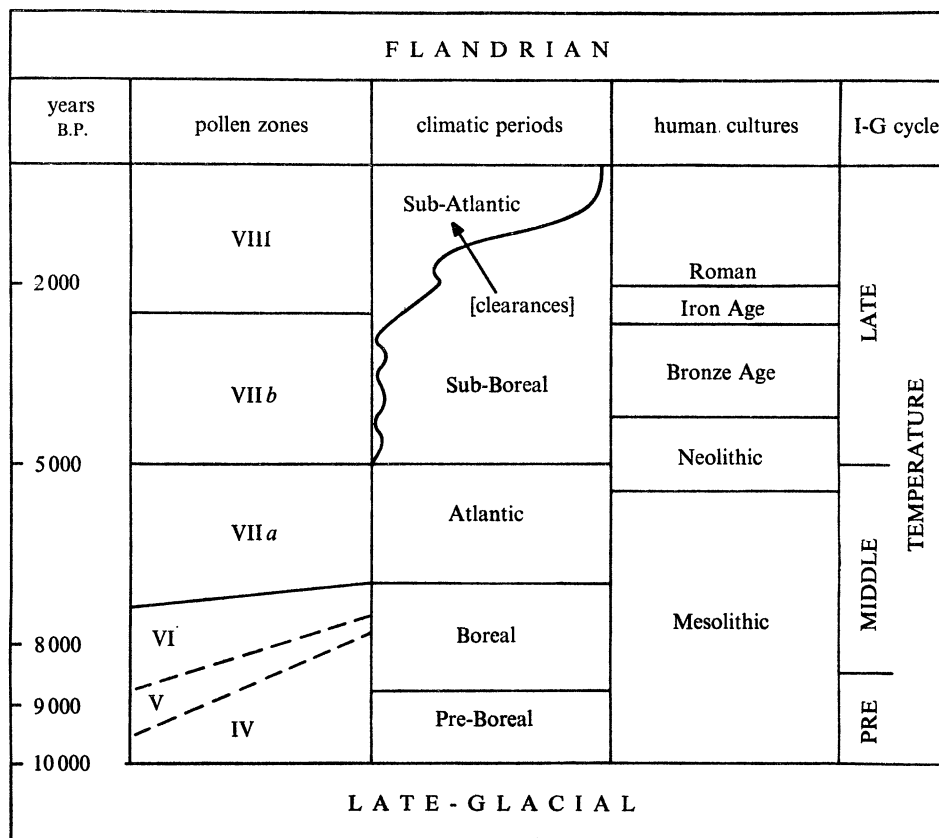 FLANDRIAN
years
B.P.
pollen zones
climatic periods
human cultures
I-G cycle
Sub-Atlantic
VIII
Roman
2 000
[clearances]
Iron Age
LATE
Bronze Age
VII b
Sub-Boreal
TEMPERATURE
5 000
Neolithic
Atlantic
VII a
MIDDLE
Mesolithic
VI
Boreal
8 000
V
9 000
IV
Pre-Boreal
PRE
10 000
LATE-GLACIAL